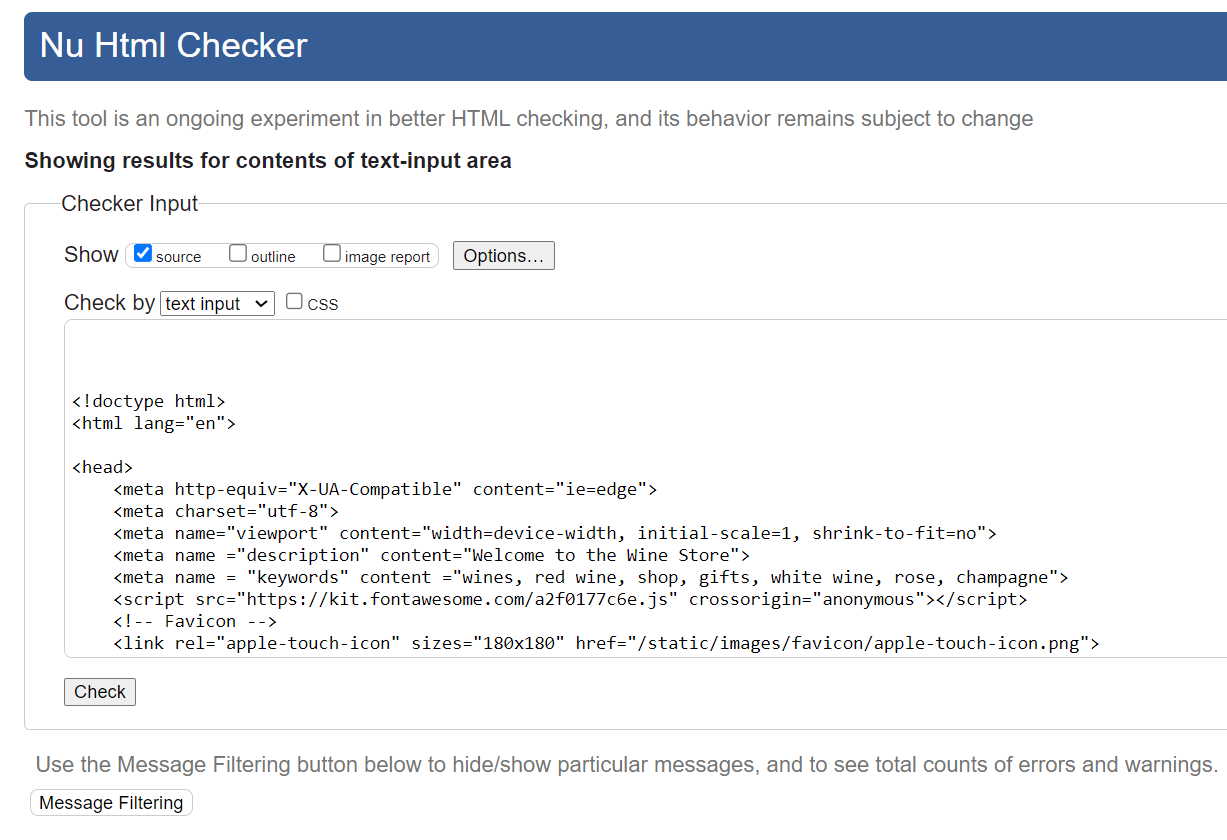 Nu Html Checker
This tool is an ongoing experiment in better HTML checking, and its behavior remains subject to change
Showing results for contents of text-input area
Checker Input
Show source outline image report Options...
Check by text input CSS
<!doctype html>
<html lang="en">
<head>
    <meta http-equiv="X-UA-Compatible" content="ie=edge">
    <meta charset="utf-8">
    <meta name="viewport" content="width=device-width, initial-scale=1, shrink-to-fit=no">
    <meta name ="description" content="Welcome to the Wine Store">
    <meta name = "keywords" content ="wines, red wine, shop, gifts, white wine, rose, champagne">
    <script src="https://kit.fontawesome.com/a2f0177c6e.js" crossorigin="anonymous"></script>
    <!-- Favicon -->
    <link rel="apple-touch-icon" sizes="180x180" href="/static/images/favicon/apple-touch-icon.png">
Check
Use the Message Filtering button below to hide/show particular messages, and to see total counts of errors and warnings.
Message Filtering